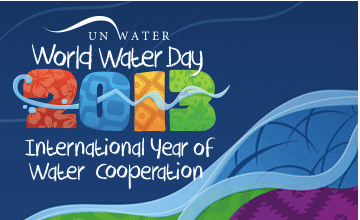 UN WATER
World Water Day
2013
International Year of
Water Cooperation